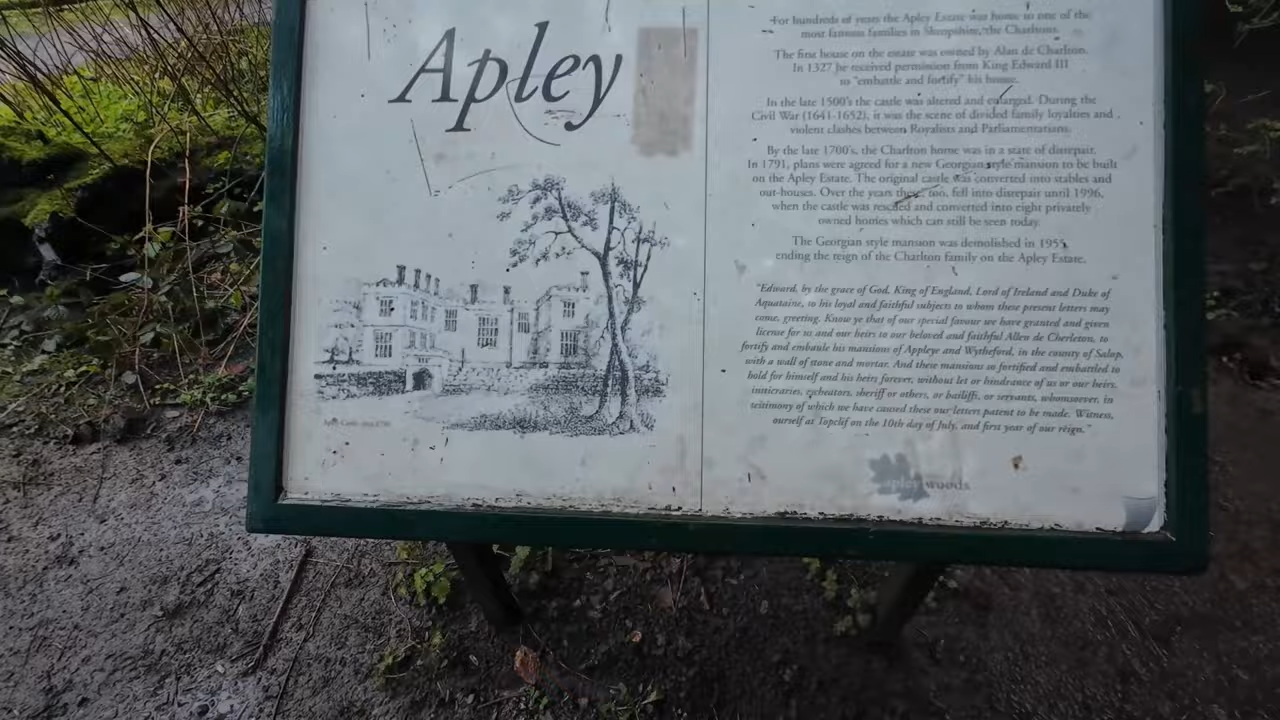 Apley
For hundreds of years the Apley Estate was home to one of the
most famous families in Shropshire, the Charltons.
The first house on the estate was owned by Alan de Charlton.
In 1327 he received permission from King Edward III
to "embattle and fortify" his house.
In the late 1500's the castle was altered and enlarged. During the
Civil War (1641-1652), it was the scene of divided family loyalties and
violent clashes between Royalists and Parliamentarians.
By the late 1700's, the Charlton home was in a state of disrepair.
In 1791, plans were agreed for a new Georgian style mansion to be built
on the Apley Estate. The original castle was converted into stables and
out-houses. Over the years these, too, fell into disrepair until 1996,
when the castle was rescued and converted into eight privately
owned homes which can still be seen today.
The Georgian style mansion was demolished in 1955,
ending the reign of the Charlton family on the Apley Estate.
"Edward, by the grace of God, King of England, Lord of Ireland and Duke of
Aquataine, to his loyal and faithful subjects to whom these present letters may
come, greeting. Know ye that of our special favour we have granted and given
license for us and our heirs to our beloved and faithful Allen de Cherleton, to
fortify and embatle his mansions of Appleye and Wytheford, in the county of Salop,
with a wall of stone and mortar. And these mansions so fortified and embattled to
hold for himself and his heirs forever, without let or hindrance of us or our heirs,
initicraries, escheators, sheriff or others, or bailiffs, or servants, whomsoever, in
testimony of which we have caused these our letters patent to be made. Witness,
ourself at Topclif on the 10th day of July, and first year of our reign."
apley woods